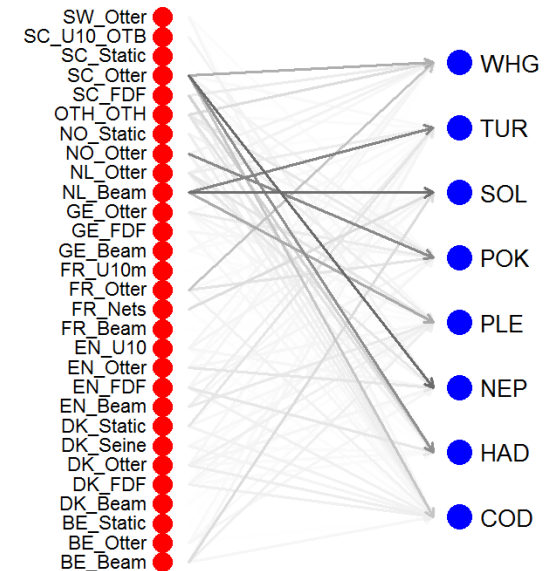 SW_Otter
SC_U10_OTB
SC_Static
SC_Otter
SC_FDF
OTH_OTH
NO_Static
NO_Otter
NL_Otter
NL_Beam
GE_Otter
GE_FDF
GE_Beam
FR_U10m
FR_Otter
FR_Nets
FR_Beam
EN_U10
EN_Otter
EN_FDF
EN_Beam
DK_Static
DK_Seine
DK_Otter
DK_FDF
DK_Beam
BE_Static
BE_Otter
BE_Beam
WHG
TUR
SOL
POK
PLE
NEP
HAD
COD